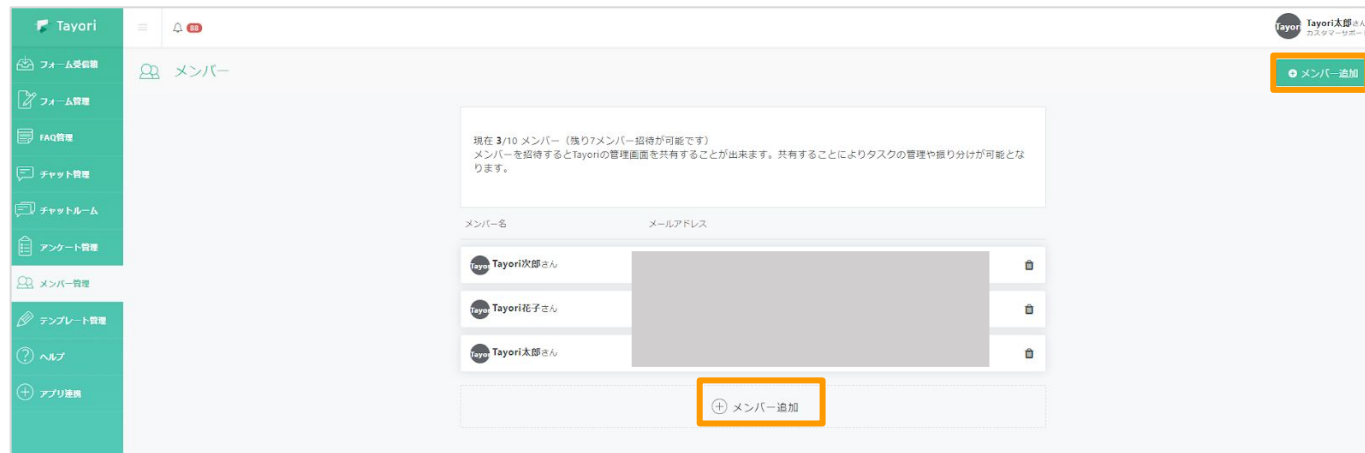 Tayori
88
Tayori太郎さん
カスタマーサポー
フォーム受信箱
メンバー
メンバー追加
フォーム管理
FAQ管理
チャット管理
チャットルーム
アンケート管理
メンバー管理
テンプレート管理
ヘルプ
アプリ連携
現在 3/10 メンバー（残り7メンバー招待が可能です）
メンバーを招待するとTayoriの管理画面を共有することが出来ます。共有することによりタスクの管理や振り分けが可能とな
ります。
メンバー名 メールアドレス
Tayori次郎さん
Tayori花子さん
Tayori太郎さん
メンバー追加